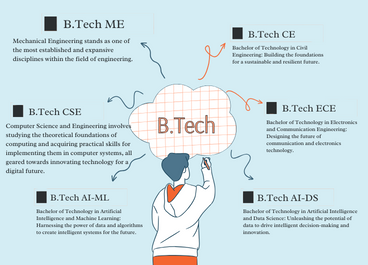 B.Tech ME
Mechanical Engineering stands as one of
the most established and expansive
disciplines within the field of engineering.
B.Tech CE
Bachelor of Technology in Civil
Engineering: Building the foundations
for a sustainable and resilient future.
B.Tech CSE
Computer Science and Engineering involves
studying the theoretical foundations of
computing and acquiring practical skills for
implementing them in computer systems, all
geared towards innovating technology for a
digital future.
B.Tech
B.Tech ECE
Bachelor of Technology in Electronics
and Communication Engineering:
Designing the future of
communication and electronics
technology.
B.Tech AI-ML
Bachelor of Technology in Artificial
Intelligence and Machine Learning:
Harnessing the power of data and algorithms
to create intelligent systems for the future.
B.Tech AI-DS
Bachelor of Technology in Artificial Intelligence
and Data Science: Unleashing the potential of
data to drive intelligent decision-making and
innovation.